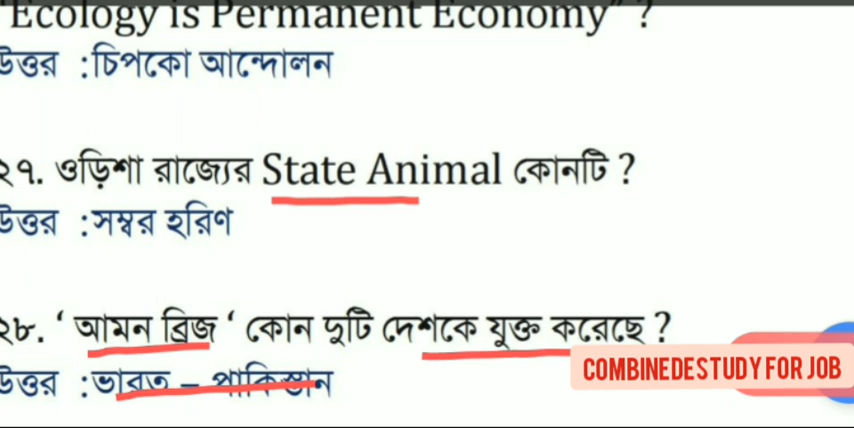 "Ecology is Permanent Economy" ?
উত্তর :চিপকো আন্দোলন
২৭. ওড়িশা রাজ্যের State Animal কোনটি ?
উত্তর :সম্বর হরিণ
২৮. ‘ আমন ব্রিজ ‘ কোন দুটি দেশকে যুক্ত করেছে ?
উত্তর :ভারত – পাকিস্তান
COMBINEDESTUDY FOR JOB